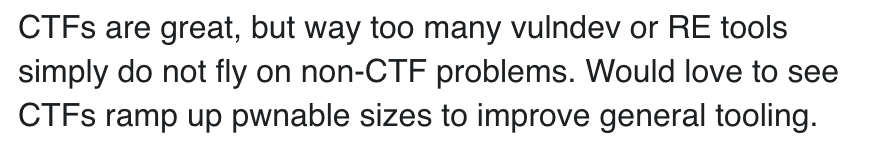 CTFs are great, but way too many vulndev or RE tools
simply do not fly on non-CTF problems. Would love to see
CTFs ramp up pwnable sizes to improve general tooling.